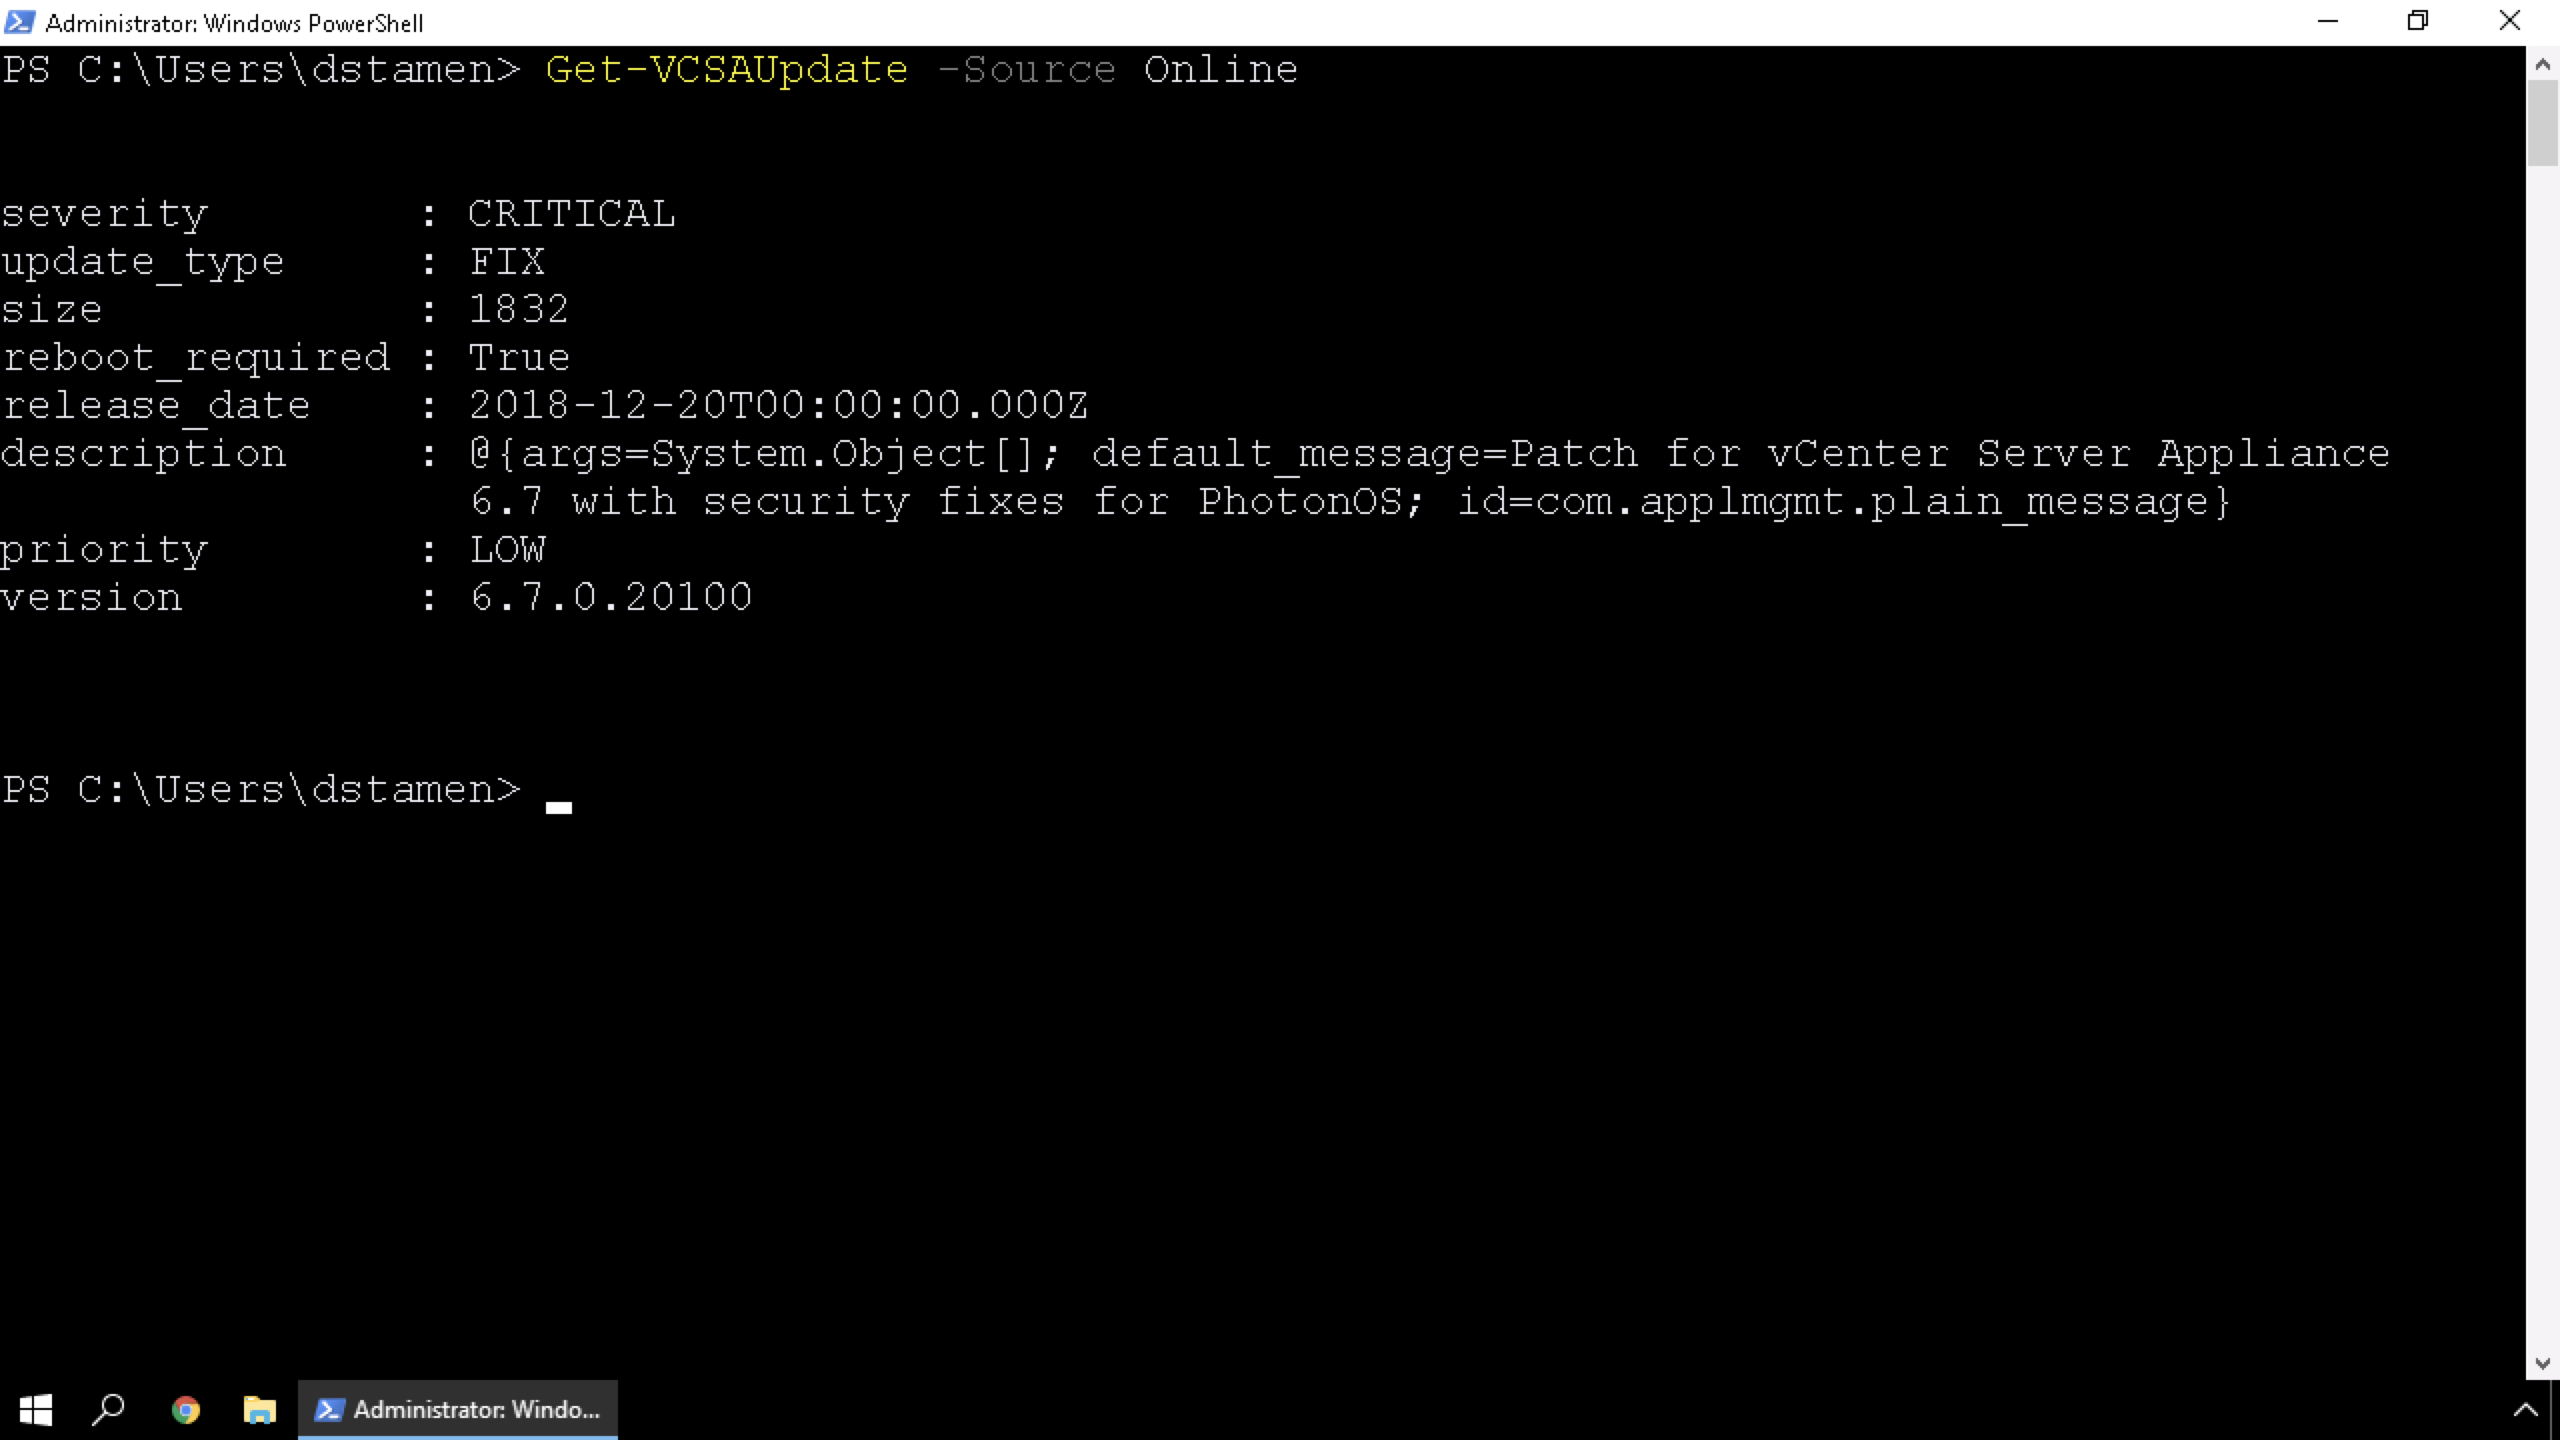 Administrator: Windows PowerShell
PS C:\Users\dstamen> Get-VCSAUpdate -Source Online
severity : CRITICAL
update_type : FIX
size : 1832
reboot_required : True
release_date : 2018-12-20T00:00:00.000Z
description : @{args=System.Object[]; default_message=Patch for vCenter Server Appliance
6.7 with security fixes for PhotonOS; id=com.applmgmt.plain_message}
priority : LOW
version : 6.7.0.20100
PS C:\Users\dstamen>
Administrator: Windo...